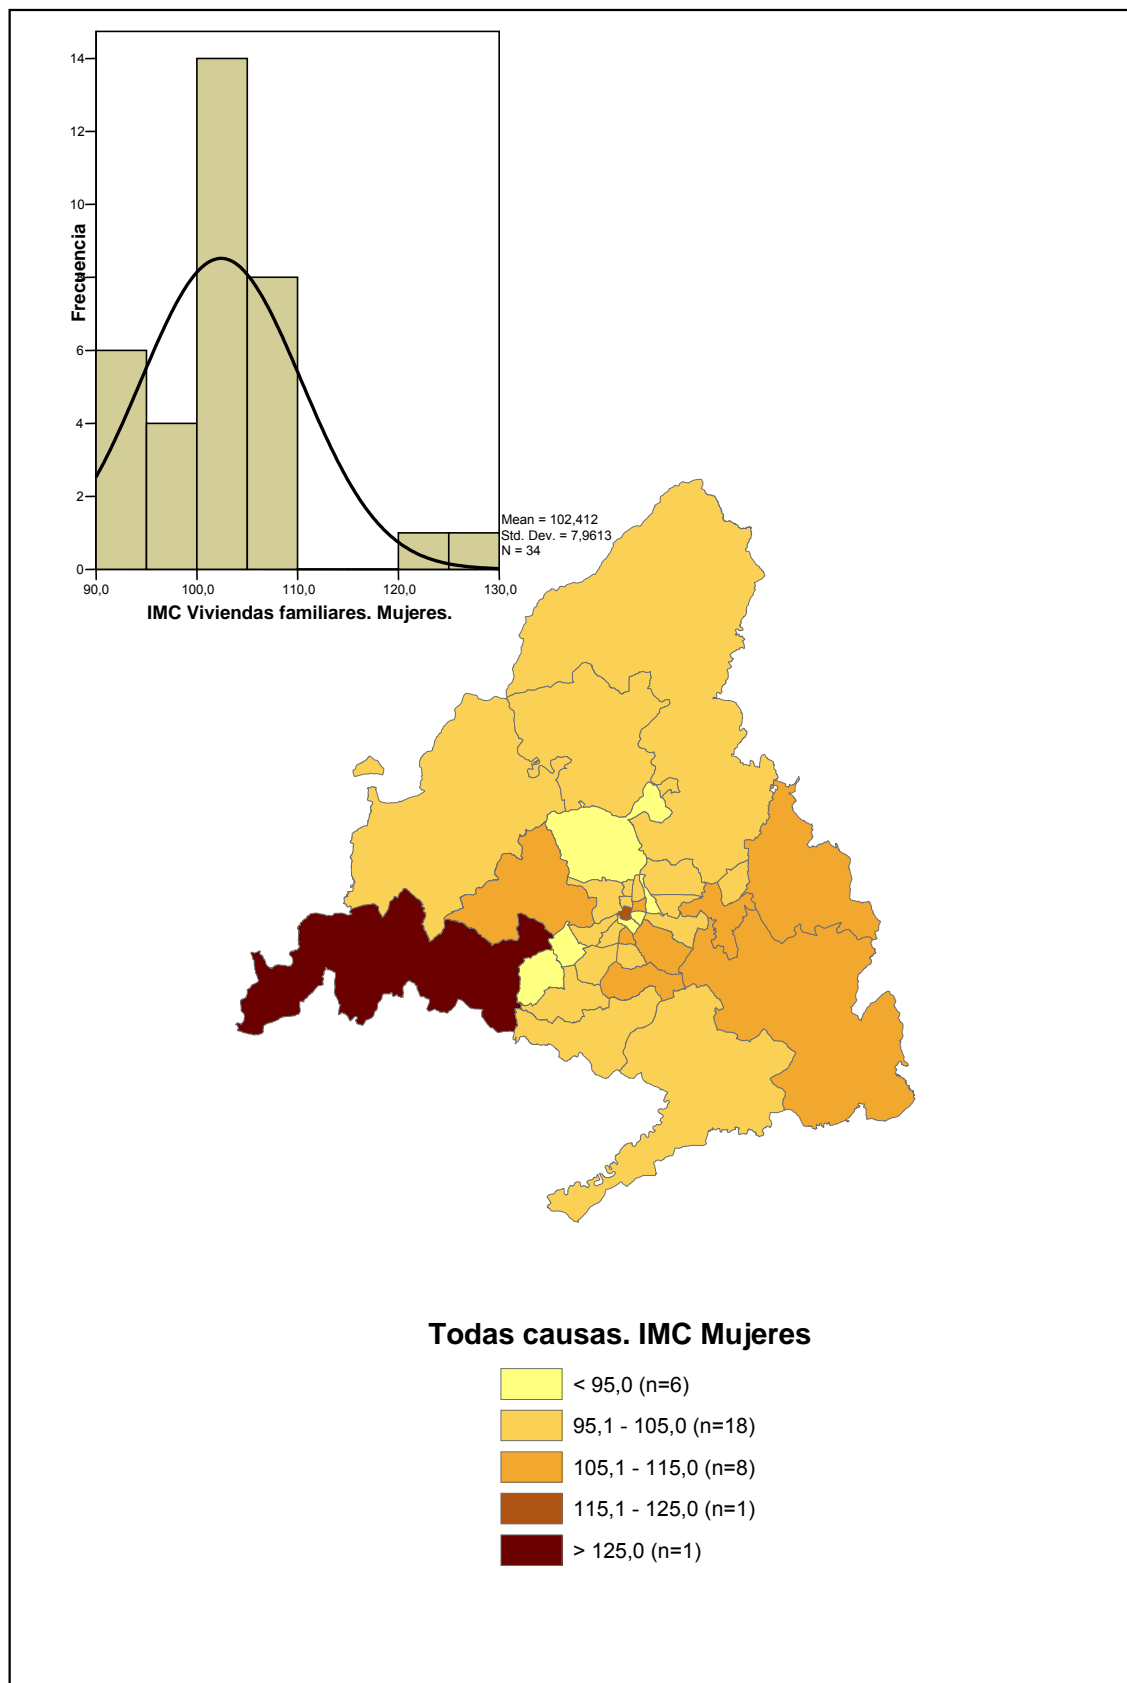 14
12
10
8
6
4
2
0
Frecuencia
90,0
100,0
110,0
120,0
130,0
IMC Viviendas familiares. Mujeres.
Mean = 102,412
Std. Dev. = 7,9613
N = 34
Todas causas. IMC Mujeres
< 95,0 (n=6)
95,1 - 105,0 (n=18)
105,1 - 115,0 (n=8)
115,1 - 125,0 (n=1)
> 125,0 (n=1)